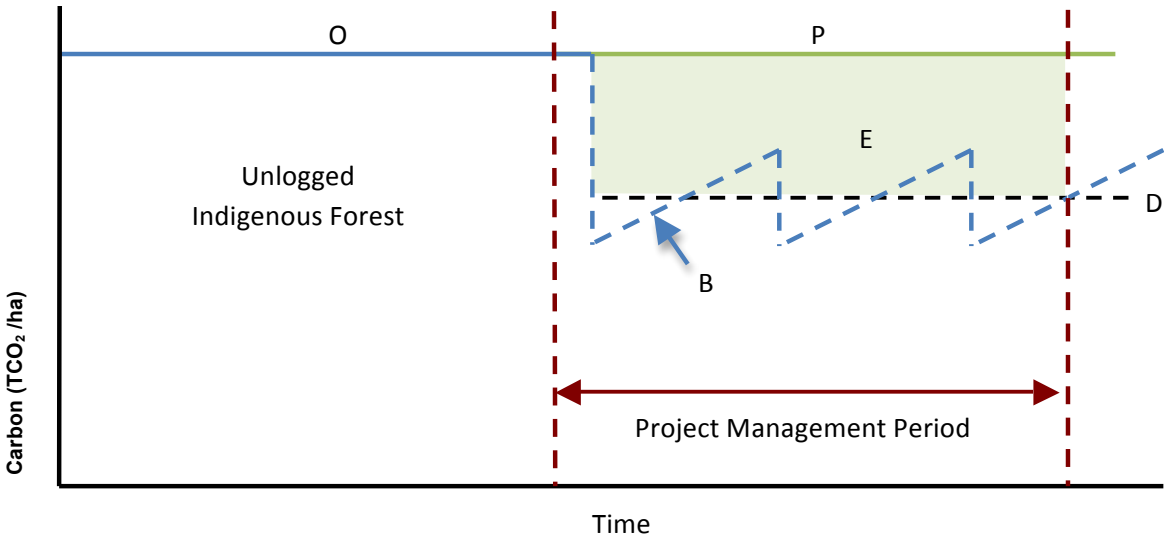 O
P
E
Unlogged
Indigenous Forest
D
B
Carbon (TCO₂ /ha)
Project Management Period
Time